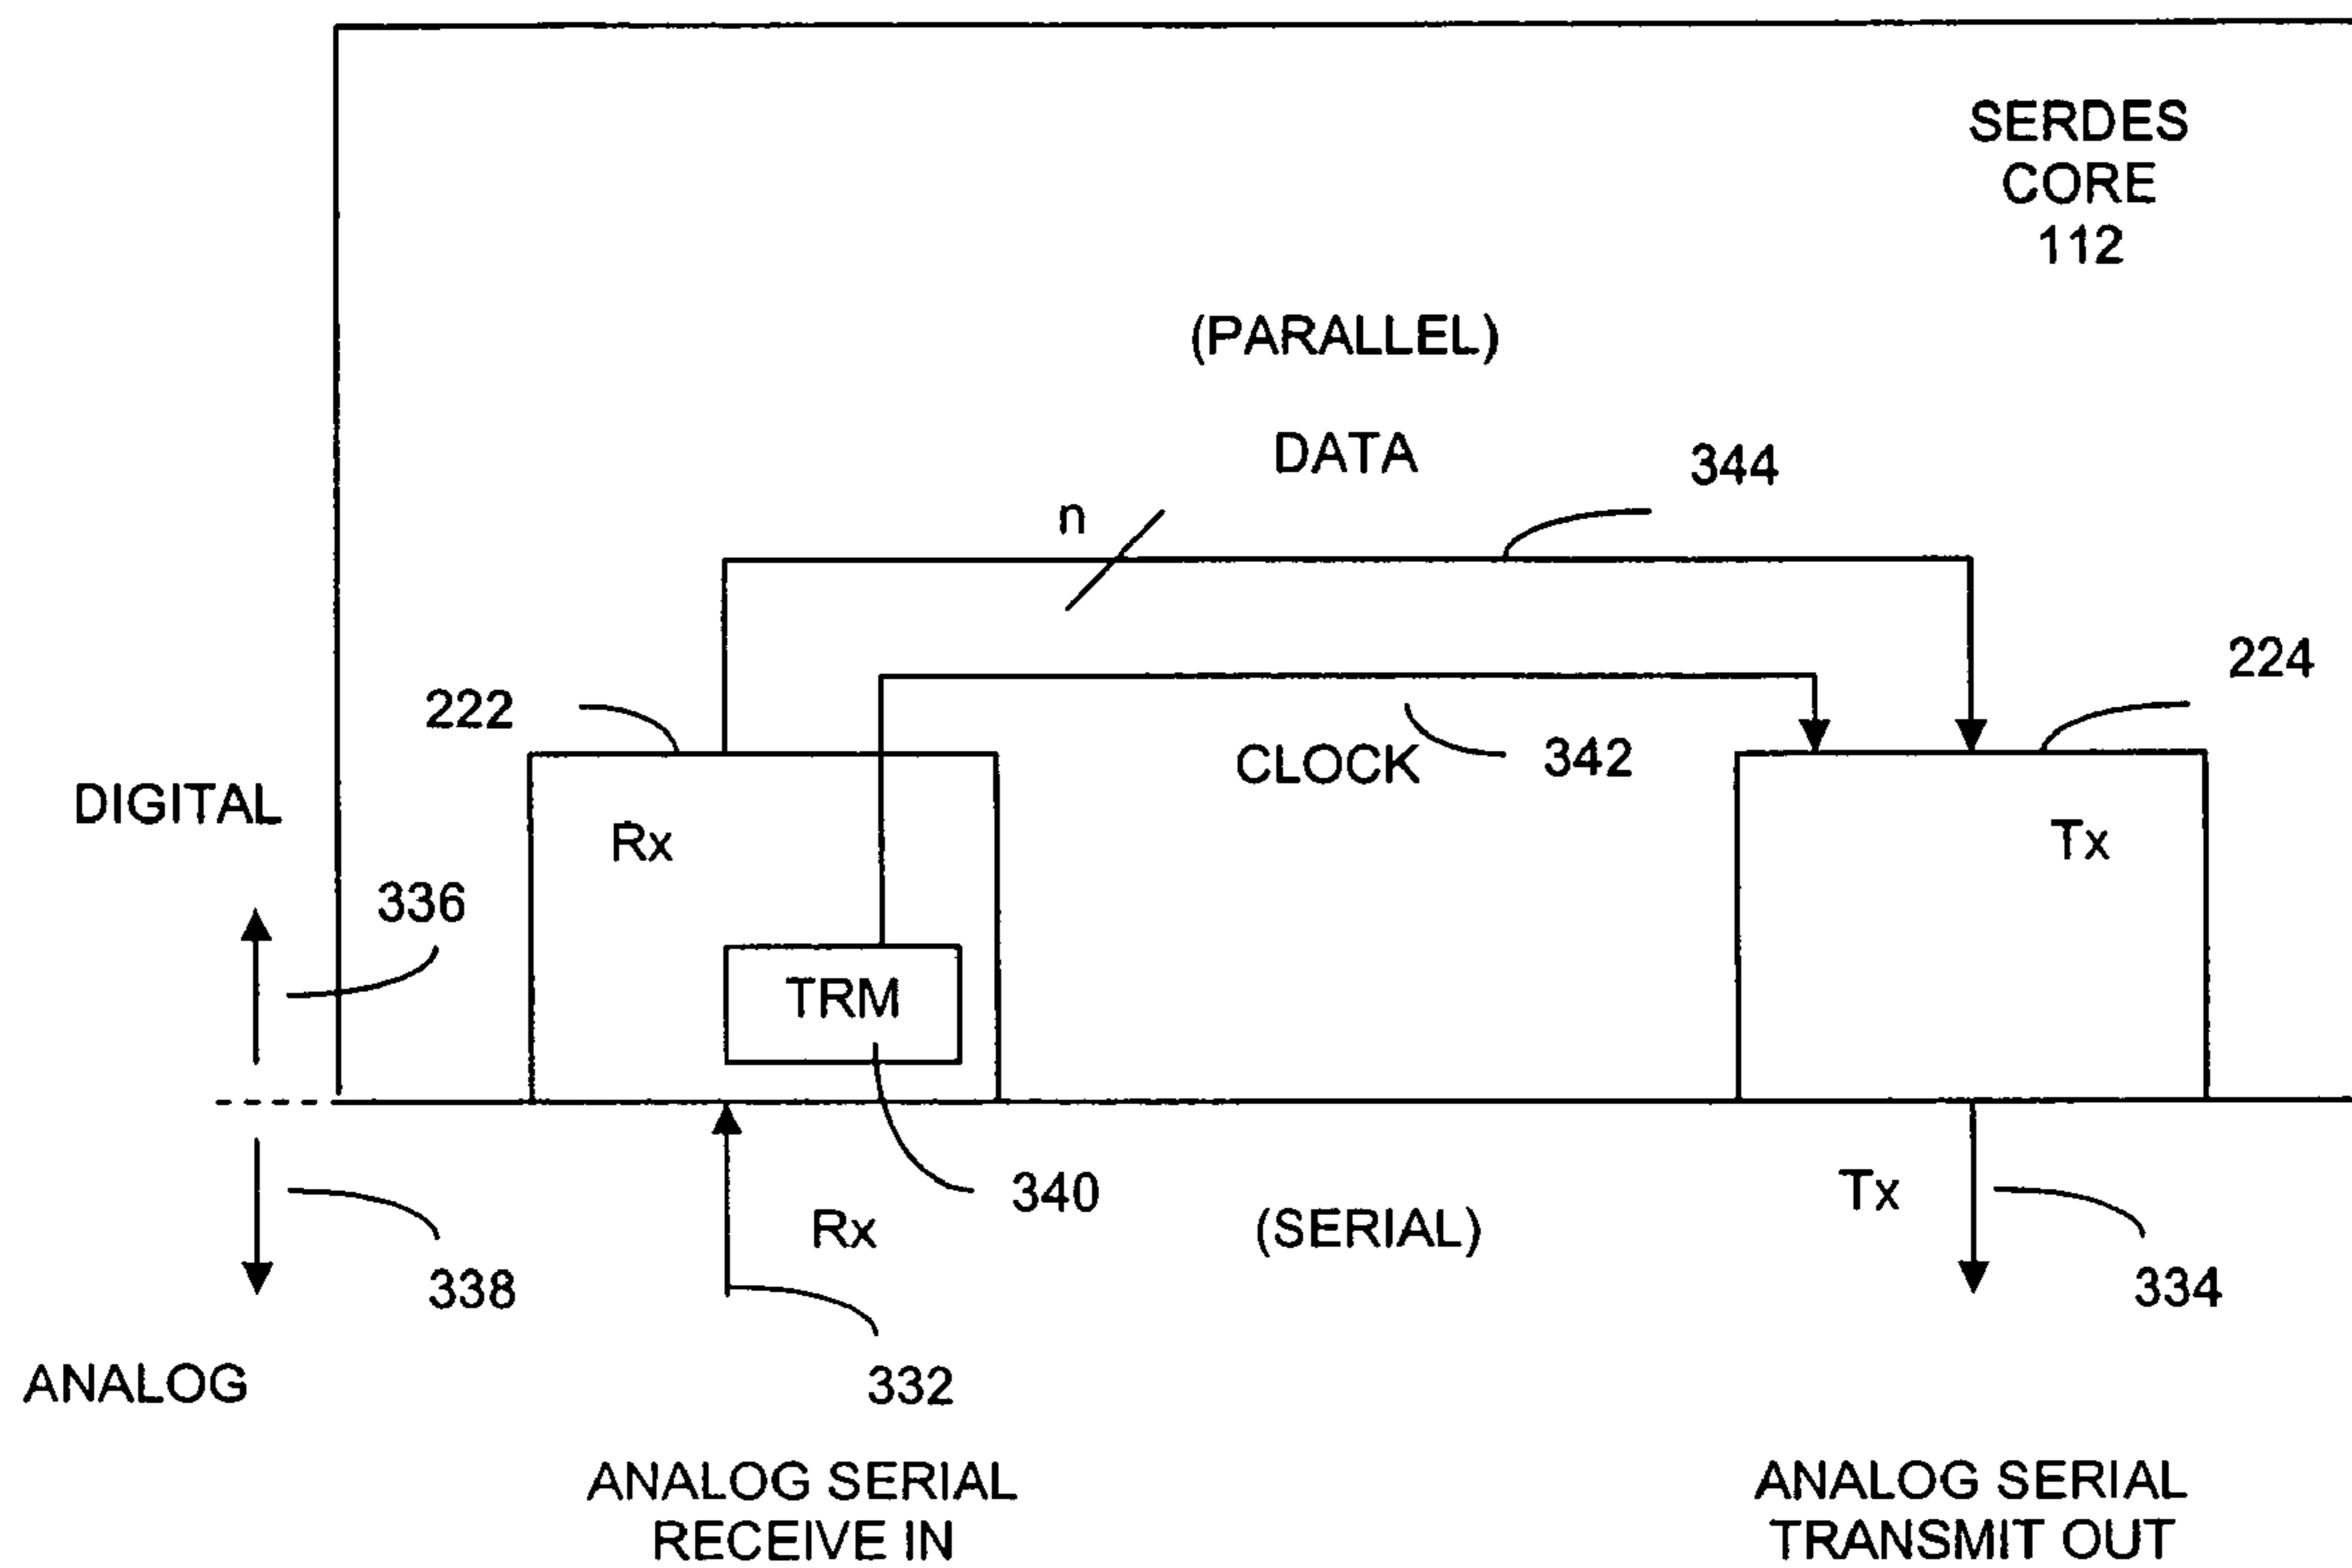 SERDES
CORE
112
(PARALLEL)
DATA
344
n
224
222
CLOCK
342
DIGITAL
Rx
Tx
336
TRM
340
Tx
Rx
(SERIAL)
338
334
ANALOG
332
ANALOG SERIAL
RECEIVE IN
ANALOG SERIAL
TRANSMIT OUT